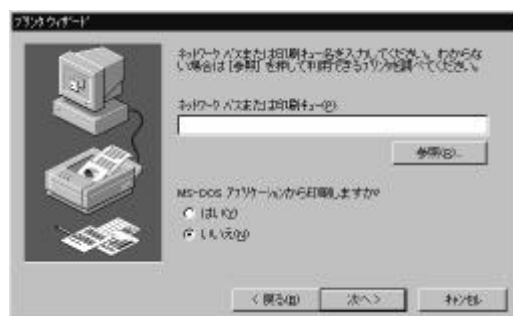 プリンタ ウィザード
ネットワーク パスまたは印刷キュー名を入力してください。わからな
い場合は [参照] を押して利用できるプリンタを調べてください。
ネットワーク パスまたは印刷キュー(P):
参照(R)...
MS-DOS アプリケーションから印刷しますか?
はい(Y)
いいえ(N)
< 戻る(B)
次へ >
キャンセル